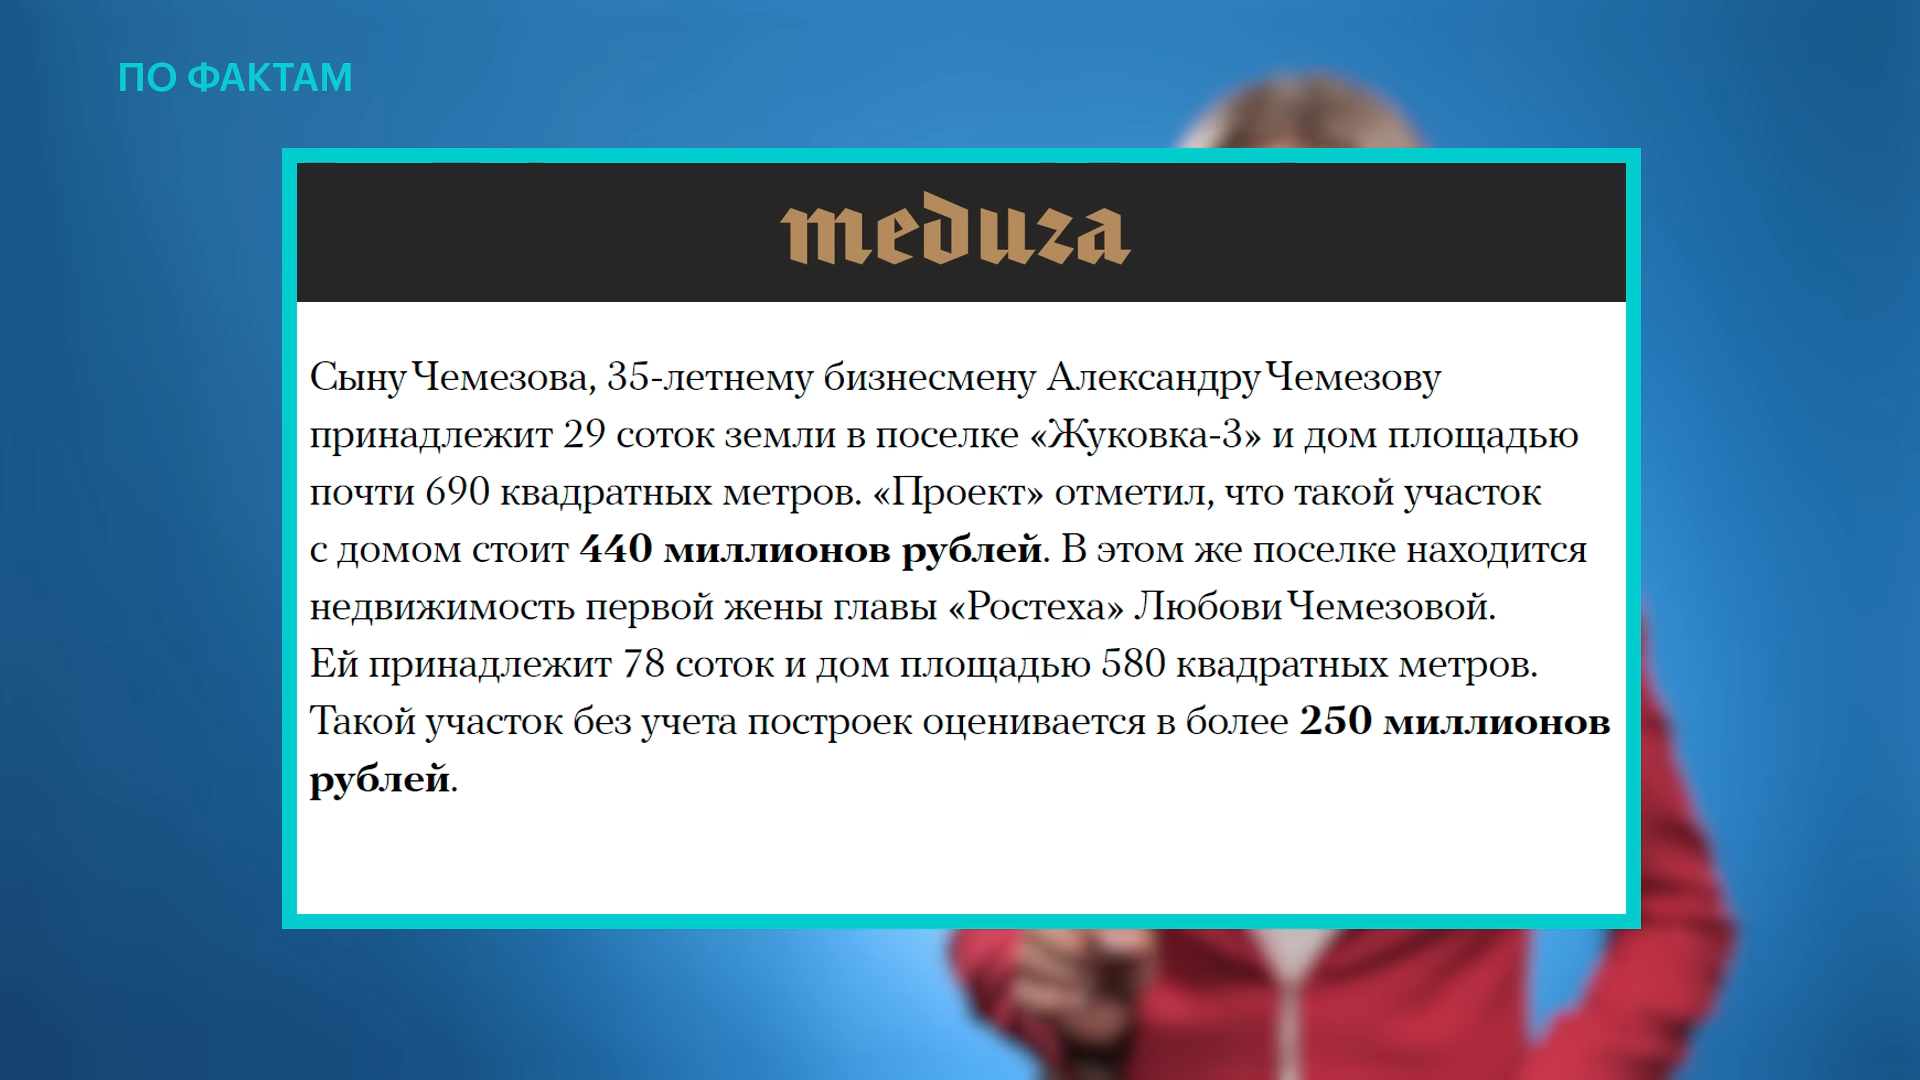 ПО ФАКТАМ
meduza
Сыну Чемезова, 35-летнему бизнесмену Александру Чемезову
принадлежит 29 соток земли в поселке «Жуковка-3» и дом площадью
почти 690 квадратных метров. «Проект» отметил, что такой участок
с домом стоит 440 миллионов рублей. В этом же поселке находится
недвижимость первой жены главы «Ростеха» Любови Чемезовой.
Ей принадлежит 78 соток и дом площадью 580 квадратных метров.
Такой участок без учета построек оценивается в более 250 миллионов
рублей.